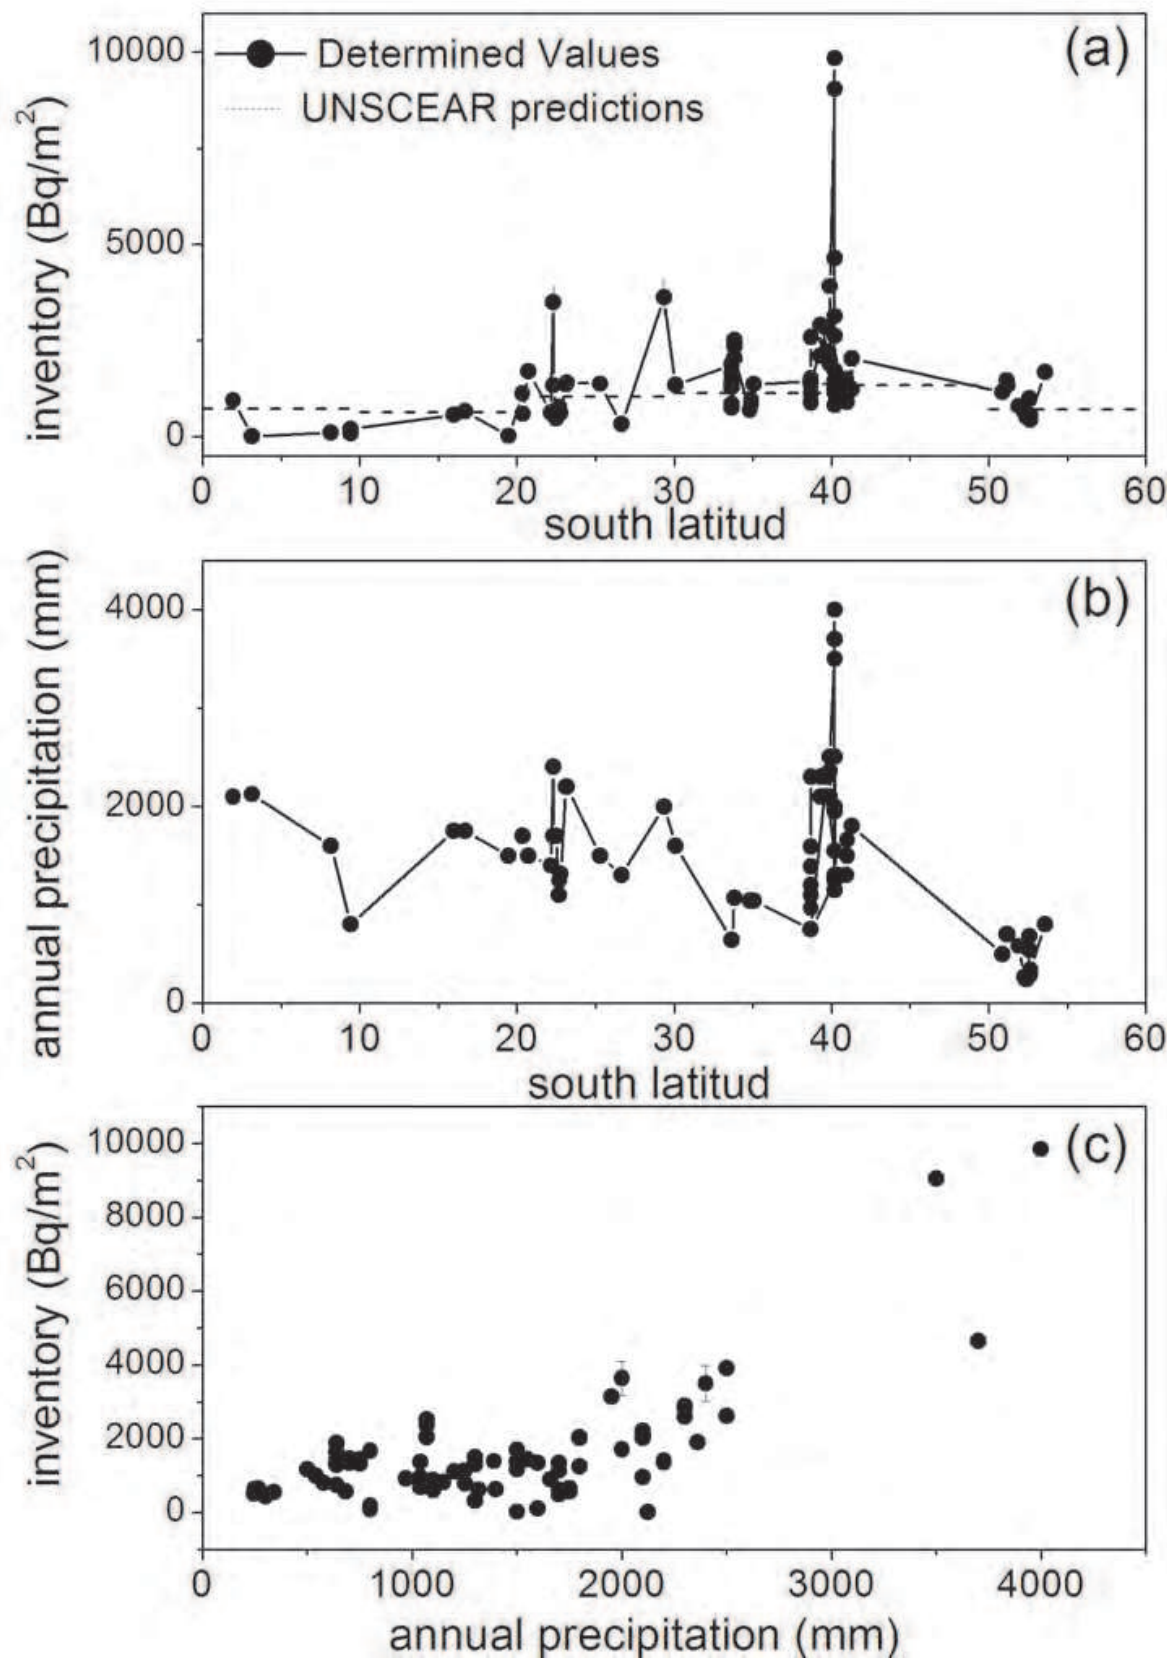 (a)
Determined Values
UNSCEAR predictions
inventory (Bq/m²)
10000
5000
0
0 10 20 30 40 50 60
south latitud
(b)
annual precipitation (mm)
4000
2000
0
0 10 20 30 40 50 60
south latitud
(c)
inventory (Bq/m²)
10000
8000
6000
4000
2000
0
0 1000 2000 3000 4000
annual precipitation (mm)